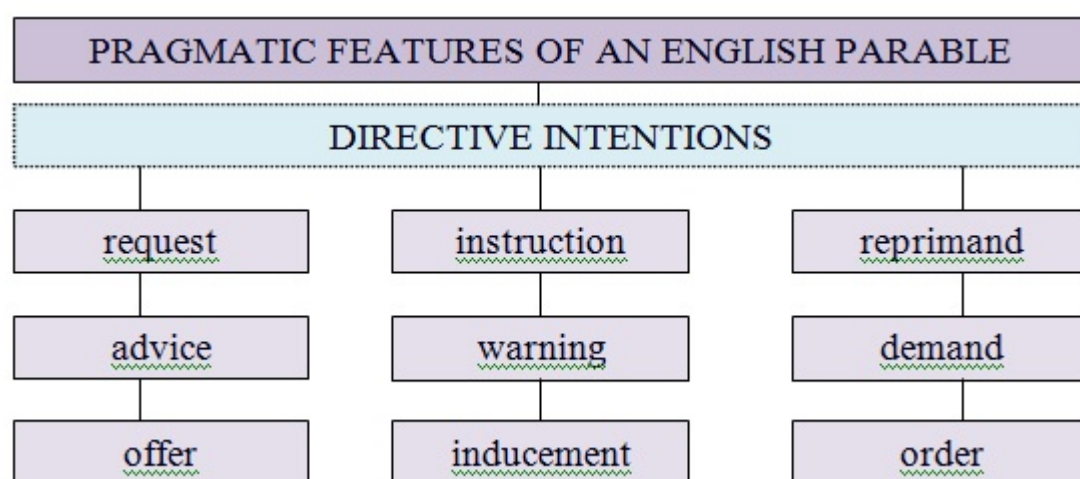 PRAGMATIC FEATURES OF AN ENGLISH PARABLE
DIRECTIVE INTENTIONS
request instruction reprimand
advice warning demand
offer inducement order